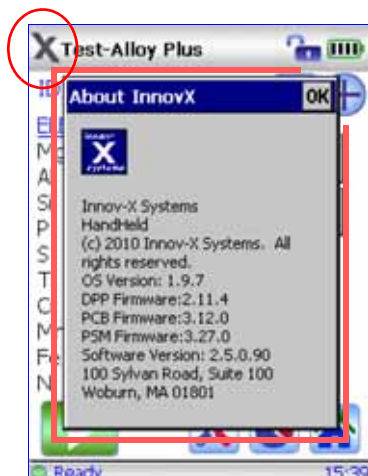 X Test-Alloy Plus
ID
About InnovX
OK
innov
X
systems
Innov-X Systems
HandHeld
(c) 2010 Innov-X Systems. All
rights reserved.
OS Version: 1.9.7
DPP Firmware:2.11.4
PCB Firmware:3.12.0
PSM Firmware:3.27.0
Software Version: 2.5.0.90
100 Sylvan Road, Suite 100
Woburn, MA 01801
Ready
15:39